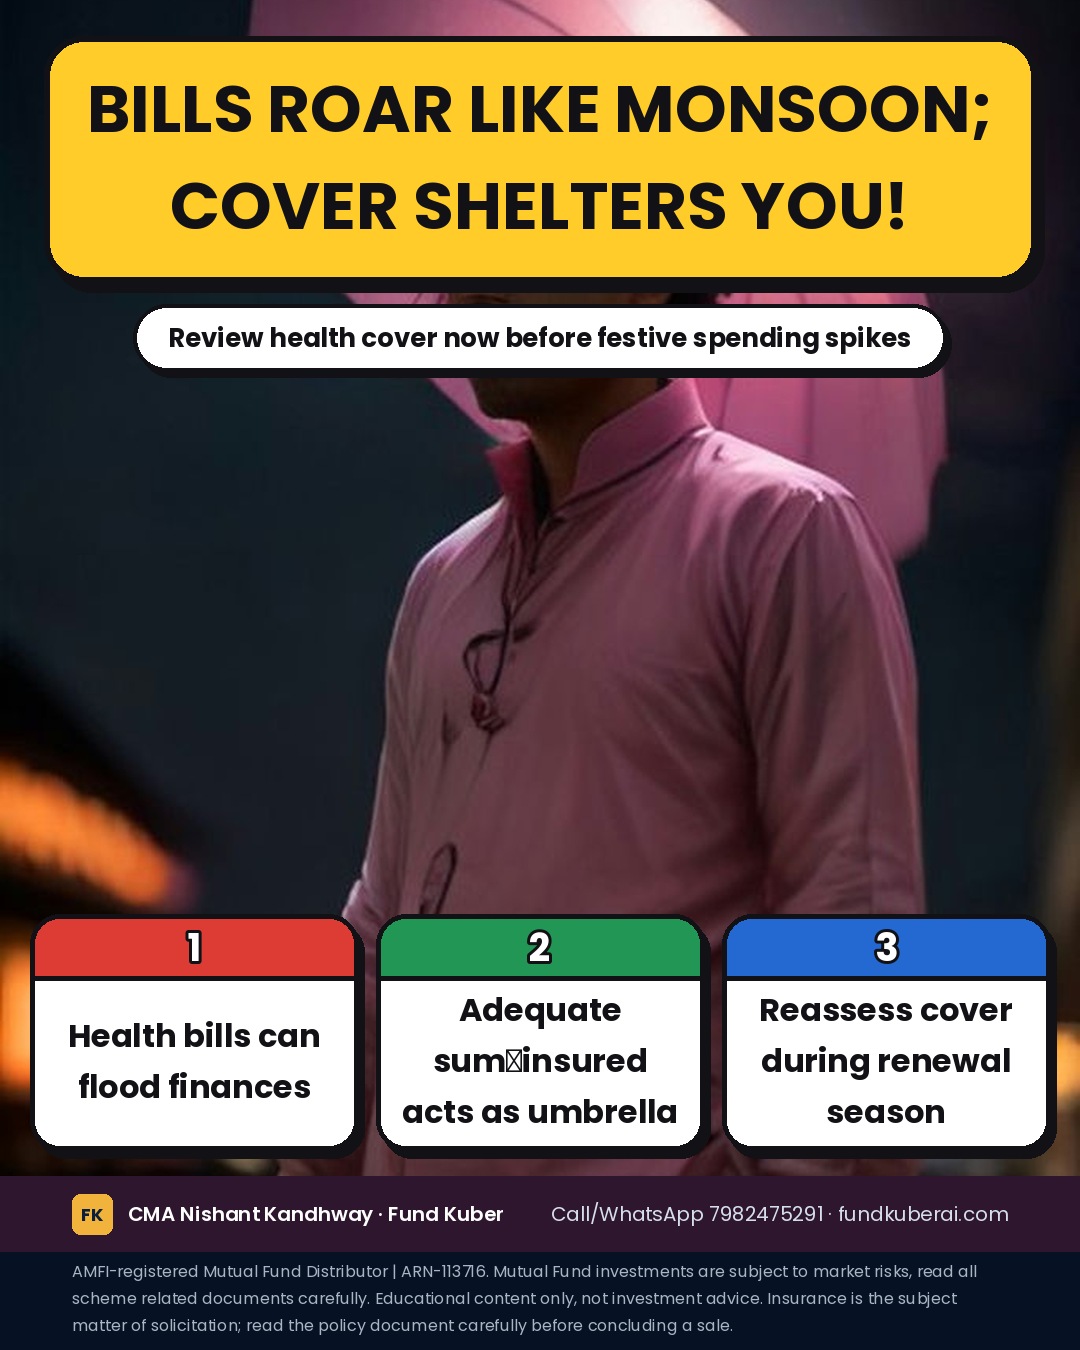 BILLS ROAR LIKE MONSOON;
COVER SHELTERS YOU!
Review health cover now before festive spending spikes
1
Health bills can
flood finances
2
Adequate
sum☒insured
acts as umbrella
3
Reassess cover
during renewal
season
FK
CMA Nishant Kandhway · Fund Kuber
Call/WhatsApp 7982475291 · fundkuberai.com
AMFI-registered Mutual Fund Distributor | ARN-113716. Mutual Fund investments are subject to market risks, read all
scheme related documents carefully. Educational content only, not investment advice. Insurance is the subject
matter of solicitation; read the policy document carefully before concluding a sale.